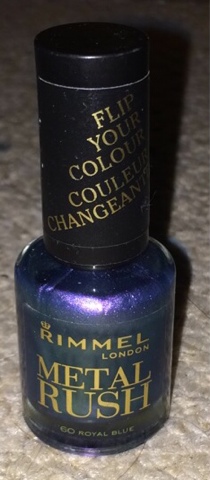 FLIP
YOUR
COLOUR
COULEUR
CHANGEANTE
RIMMEL
LONDON
METAL
RUSH
60 ROYAL BLUE